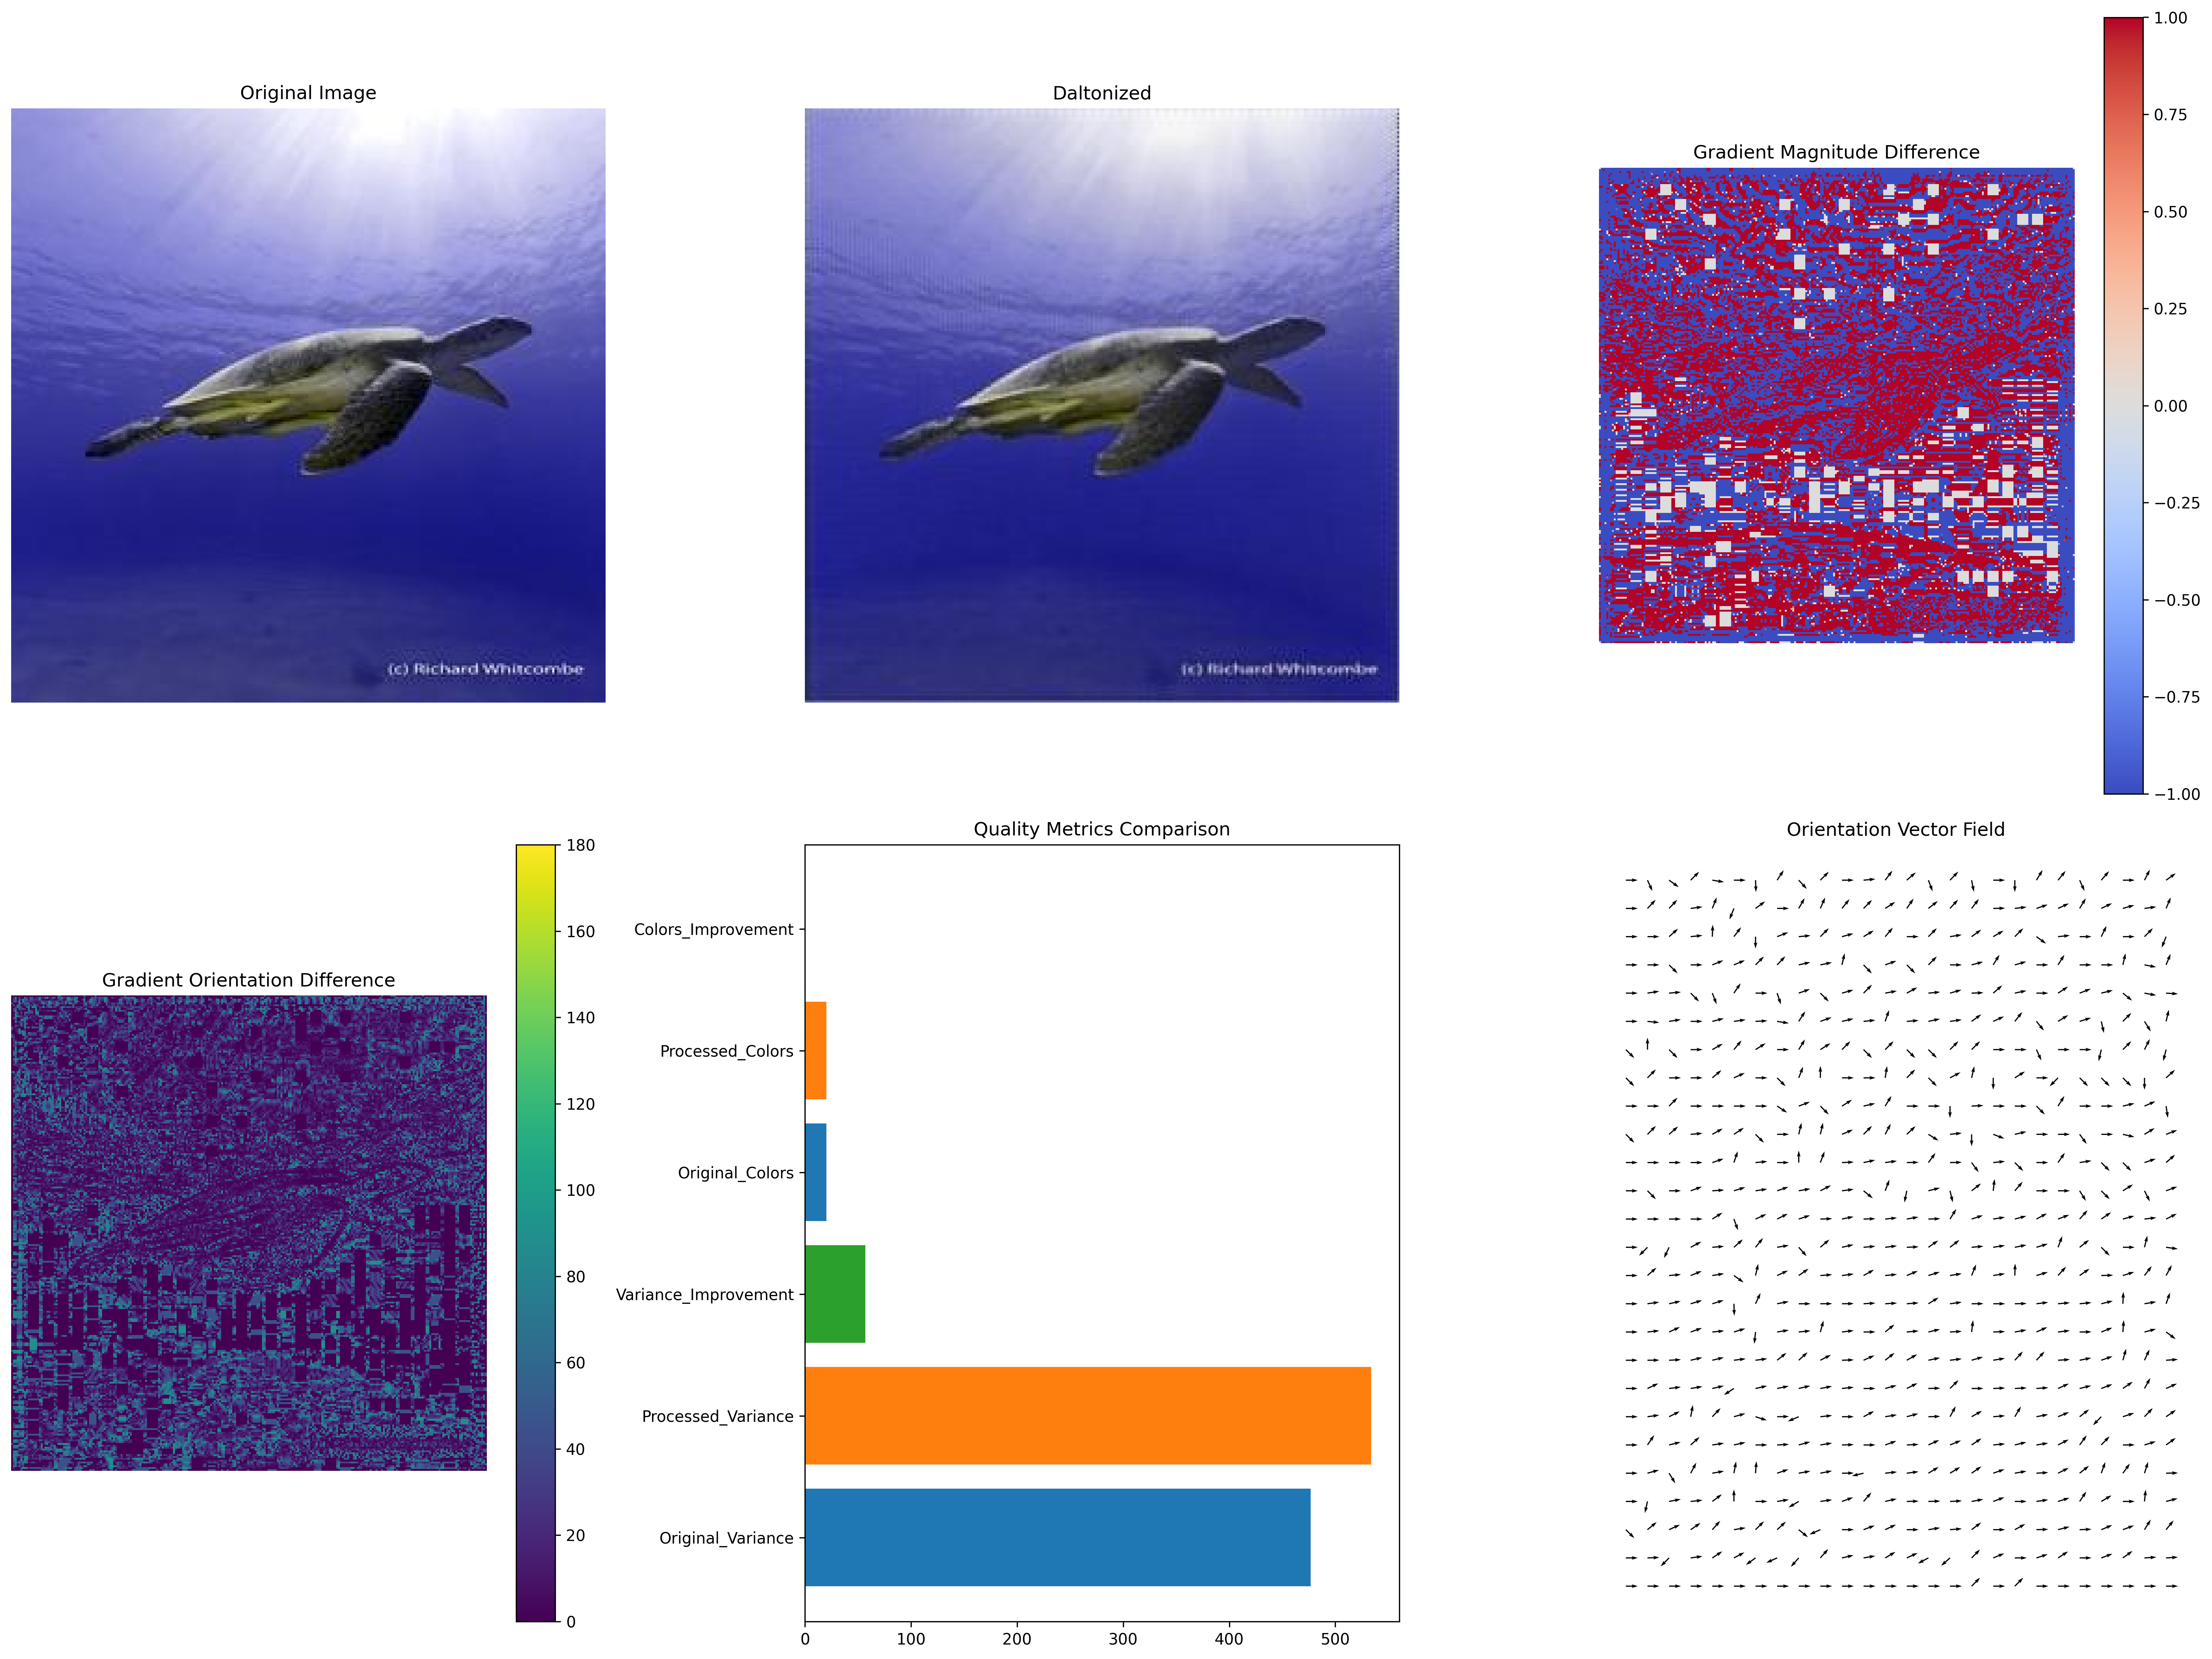 Original Image
(c) Richard Whitcombe
Daltonized
(c) Richard Whitcombe
Gradient Magnitude Difference
1.00
0.75
0.50
0.25
0.00
−0.25
−0.50
−0.75
−1.00
Gradient Orientation Difference
180
160
140
120
100
80
60
40
20
0
Quality Metrics Comparison
Colors_Improvement
Processed_Colors
Original_Colors
Variance_Improvement
Processed_Variance
Original_Variance
0 100 200 300 400 500
Orientation Vector Field